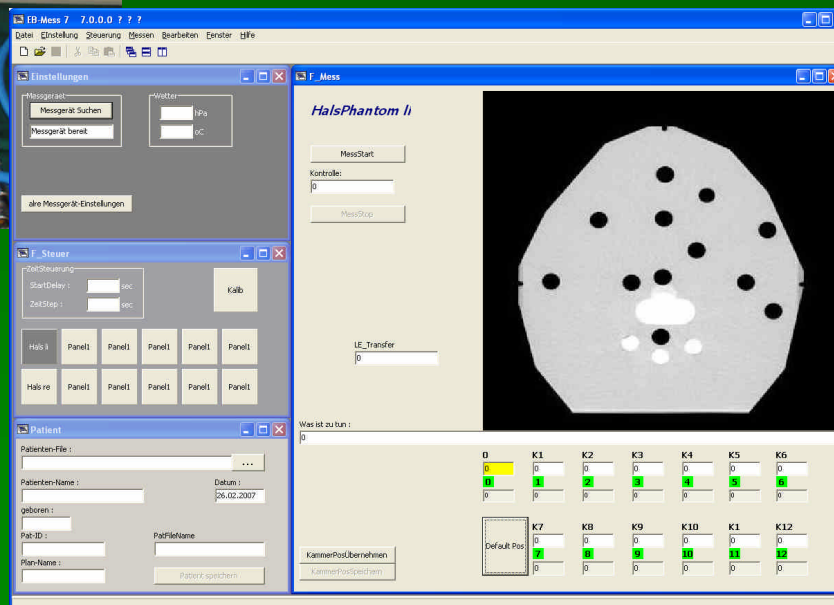 EB-Mess 7 7.0.0.0 ? ? ?
Datei EInstellung Steuerung Messen Bearbeiten Fenster Hilfe
Einstellungen
Messgeraet
Messgerät Suchen
Messgerät bereit
Wetter
hPa
oC
alre Messgerät-Einstellungen
F_Steuer
ZeitSteuerung
StartDelay : sec
ZeitStep : sec
Kalib
Hals li Panel1 Panel1 Panel1 Panel1 Panel1
Hals re Panel1 Panel1 Panel1 Panel1 Panel1
Patient
Patienten-File :
...
Patienten-Name : Datum :
26.02.2007
geboren :
Pat-ID : PatFileName
Plan-Name :
Patient speichern
F_Mess
HalsPhantom li
MessStart
Kontrolle:
0
MessStop
LE_Transfer
0
Was ist zu tun :
0
0 K1 K2 K3 K4 K5 K6
0 0 0 0 0 0 0
0 1 2 3 4 5 6
0 0 0 0 0 0 0
Default Pos
K7 K8 K9 K10 K1 K12
0 0 0 0 0 0
7 8 9 10 11 12
0 0 0 0 0 0
KammerPosÜbernehmen
KammerPosSpeichern